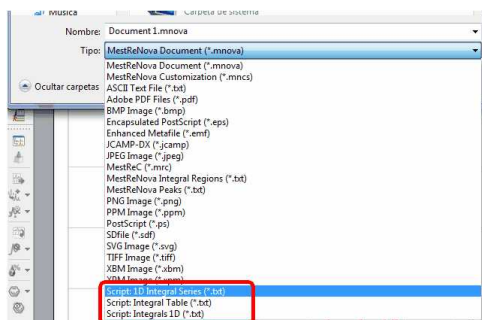 Música
Carpeta de sistema
Nombre: Document 1.mnova
Tipo: MestReNova Document (*.mnova)
MestReNova Document (*.mnova)
MestReNova Customization (*.mncs)
Ocultar carpetas
ASCII Text File (*.txt)
Adobe PDF Files (*.pdf)
BMP Image (*.bmp)
Encapsulated PostScript (*.eps)
Enhanced Metafile (*.emf)
JCAMP-DX (*.jcamp)
JPEG Image (*.jpeg)
MestReC (*.mrc)
MestReNova Integral Regions (*.txt)
MestReNova Peaks (*.txt)
PNG Image (*.png)
PPM Image (*.ppm)
PostScript (*.ps)
SDfile (*.sdf)
SVG Image (*.svg)
TIFF Image (*.tiff)
XBM Image (*.xbm)
XPM Image (*.xpm)
Script: 1D Integral Series (*.txt)
Script: Integral Table (*.txt)
Script: Integrals 1D (*.txt)